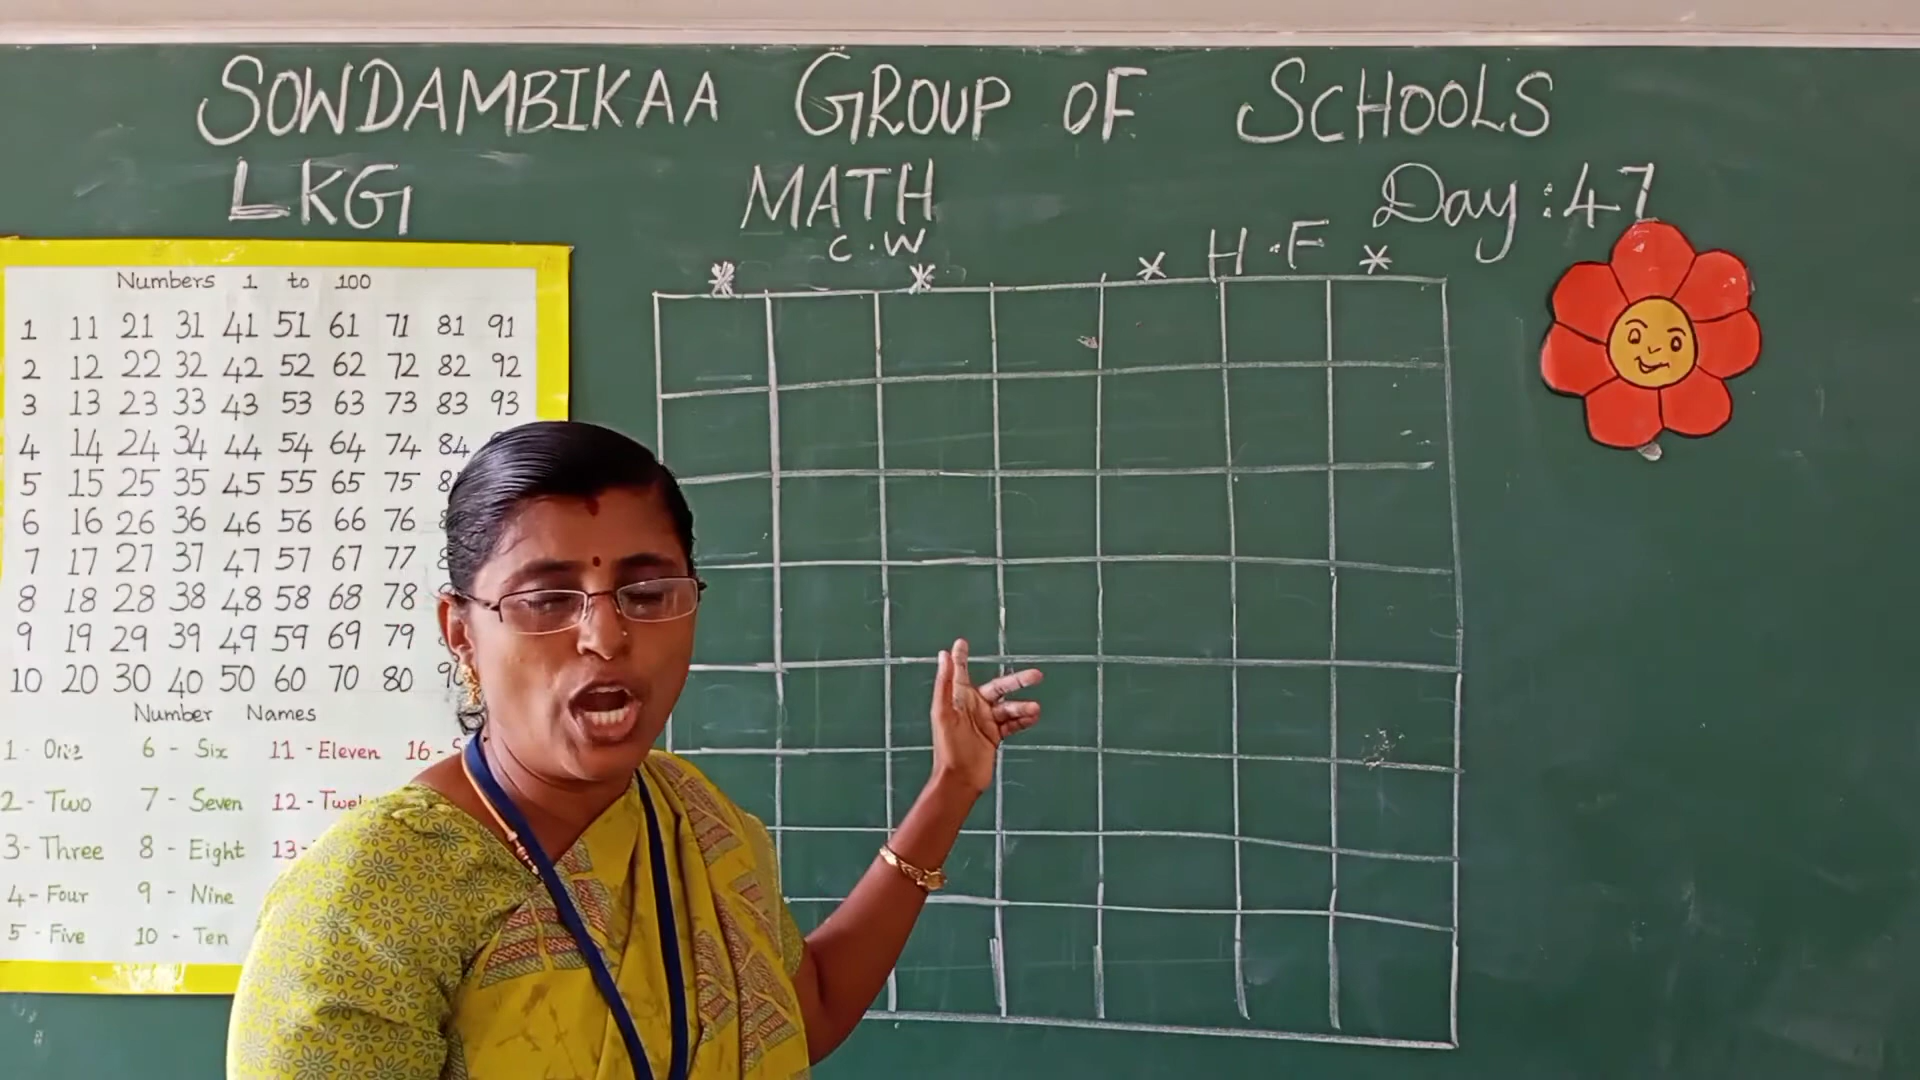 SOWDAMBIKAA GROUP OF SCHOOLS
LKG MATH Day:47
C.W
* * * H.F *
Numbers 1 to 100
1 11 21 31 41 51 61 71 81 91
2 12 22 32 42 52 62 72 82 92
3 13 23 33 43 53 63 73 83 93
4 14 24 34 44 54 64 74 84
5 15 25 35 45 55 65 75
6 16 26 36 46 56 66 76
7 17 27 37 47 57 67 77
8 18 28 38 48 58 68 78
9 19 29 39 49 59 69 79
10 20 30 40 50 60 70 80 90
Number Names
1 - One 6 - Six 11 - Eleven 16 -
2 - Two 7 - Seven 12 -
3 - Three 8 - Eight 13 -
4 - Four 9 - Nine
5 - Five 10 - Ten